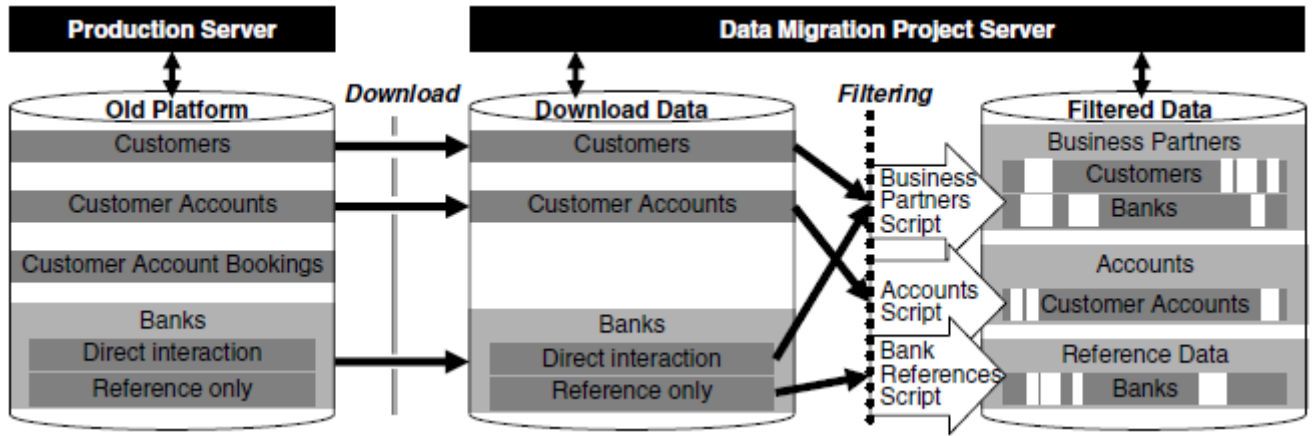 Production Server
Data Migration Project Server
Old Platform
Download
Download Data
Filtering
Filtered Data
Customers
Customer Accounts
Customer Account Bookings
Banks
Direct interaction
Reference only
Customers
Customer Accounts
Banks
Direct interaction
Reference only
Business
Partners
Script
Accounts
Script
Bank
References
Script
Business Partners
Customers
Banks
Accounts
Customer Accounts
Reference Data
Banks